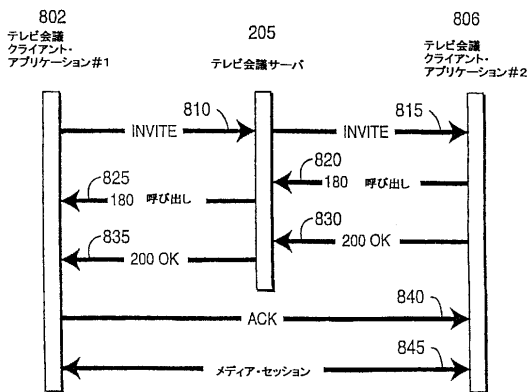 802
テレビ会議
クライアント・
アプリケーション#1
205
テレビ会議サーバ
806
テレビ会議
クライアント・
アプリケーション#2
810
INVITE
815
INVITE
820
180 呼び出し
825
180 呼び出し
830
200 OK
835
200 OK
840
ACK
845
メディア・セッション